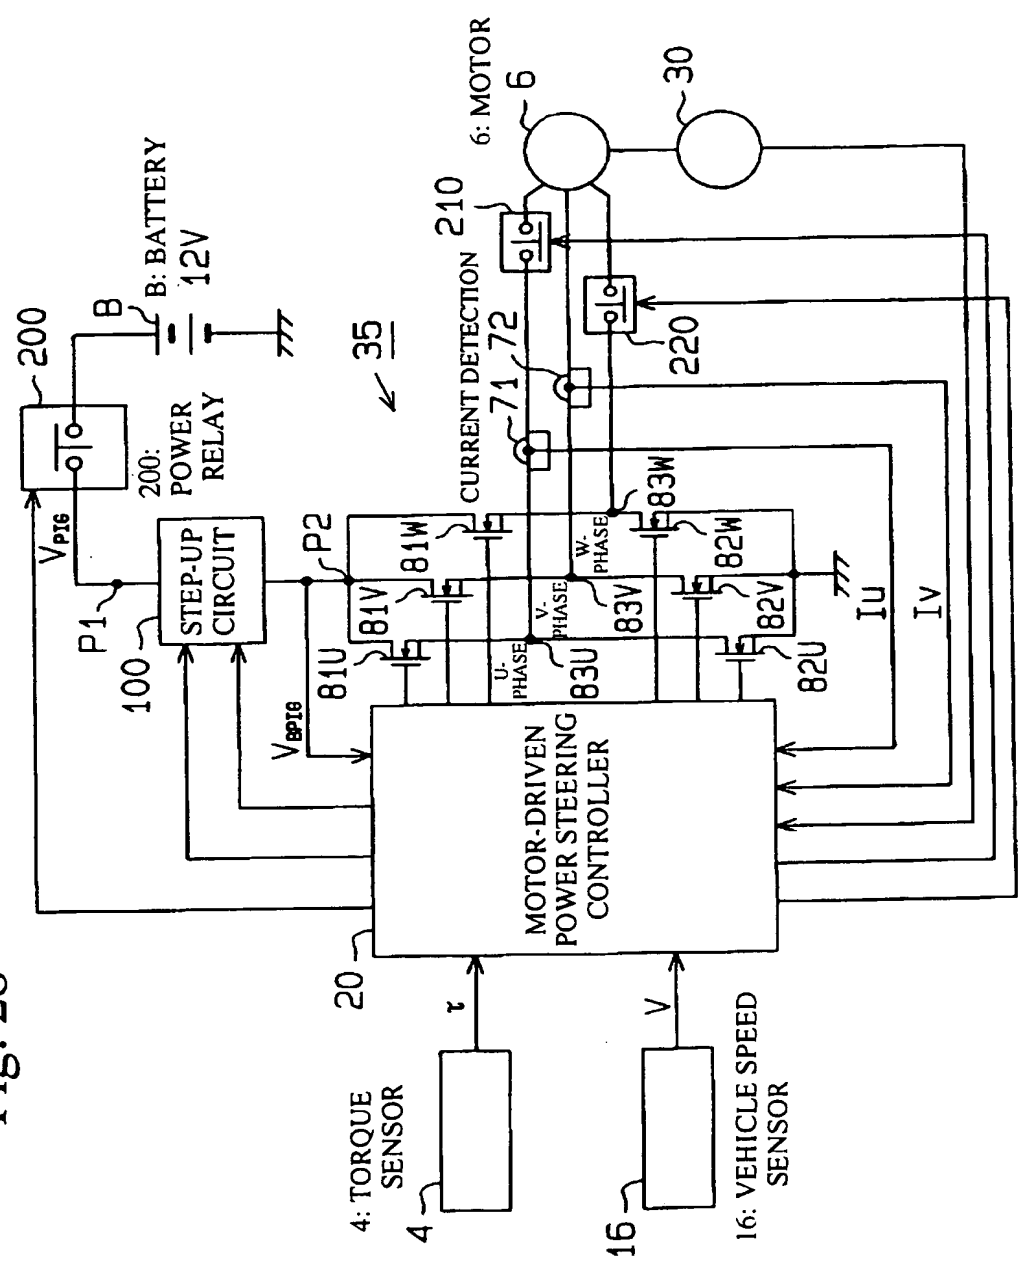 200
B
B: BATTERY
12V
200:
POWER
RELAY
VPIG
P1
STEP-UP
CIRCUIT
100
P2
VBPIG
35
CURRENT DETECTION
71
72
210
220
6: MOTOR
6
30
81U
81V
81W
U-
PHASE
V-
PHASE
W-
PHASE
83U
83V
83W
82U
82V
82W
Iu
Iv
MOTOR-DRIVEN
POWER STEERING
CONTROLLER
20
τ
V
4: TORQUE
SENSOR
4
16
16: VEHICLE SPEED
SENSOR